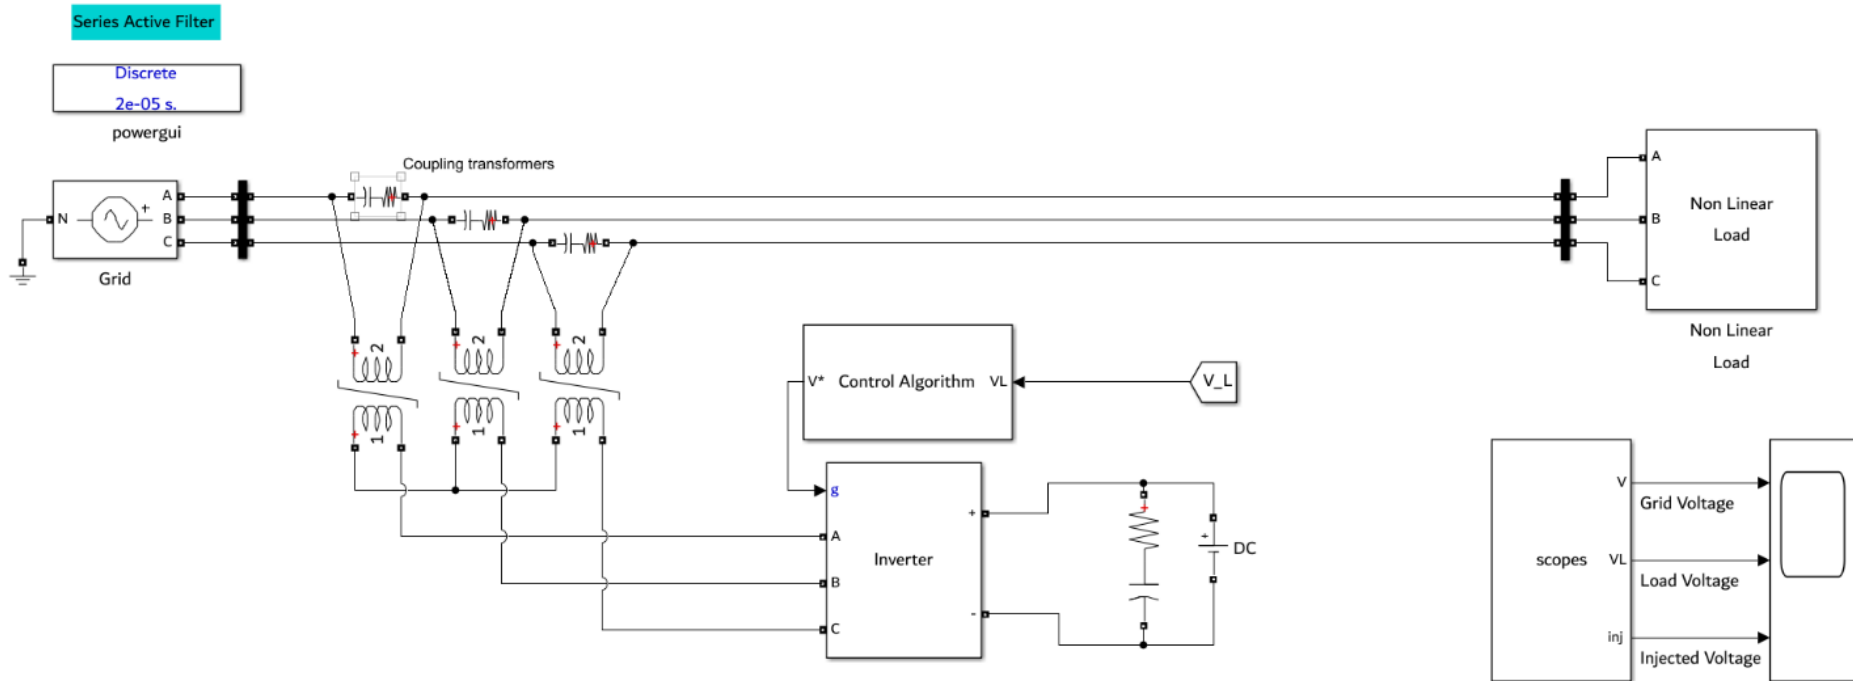 Series Active Filter
Discrete
2e-05 s.
powergui
Coupling transformers
A
N
+
B
C
Grid
A
B
C
Non Linear
Load
Non Linear
Load
2
2
2
+
+
+
1
1
1
+
+
+
V*
Control Algorithm
VL
V_L
g
A
B
C
Inverter
+
-
+
+
DC
scopes
V
VL
inj
Grid Voltage
Load Voltage
Injected Voltage